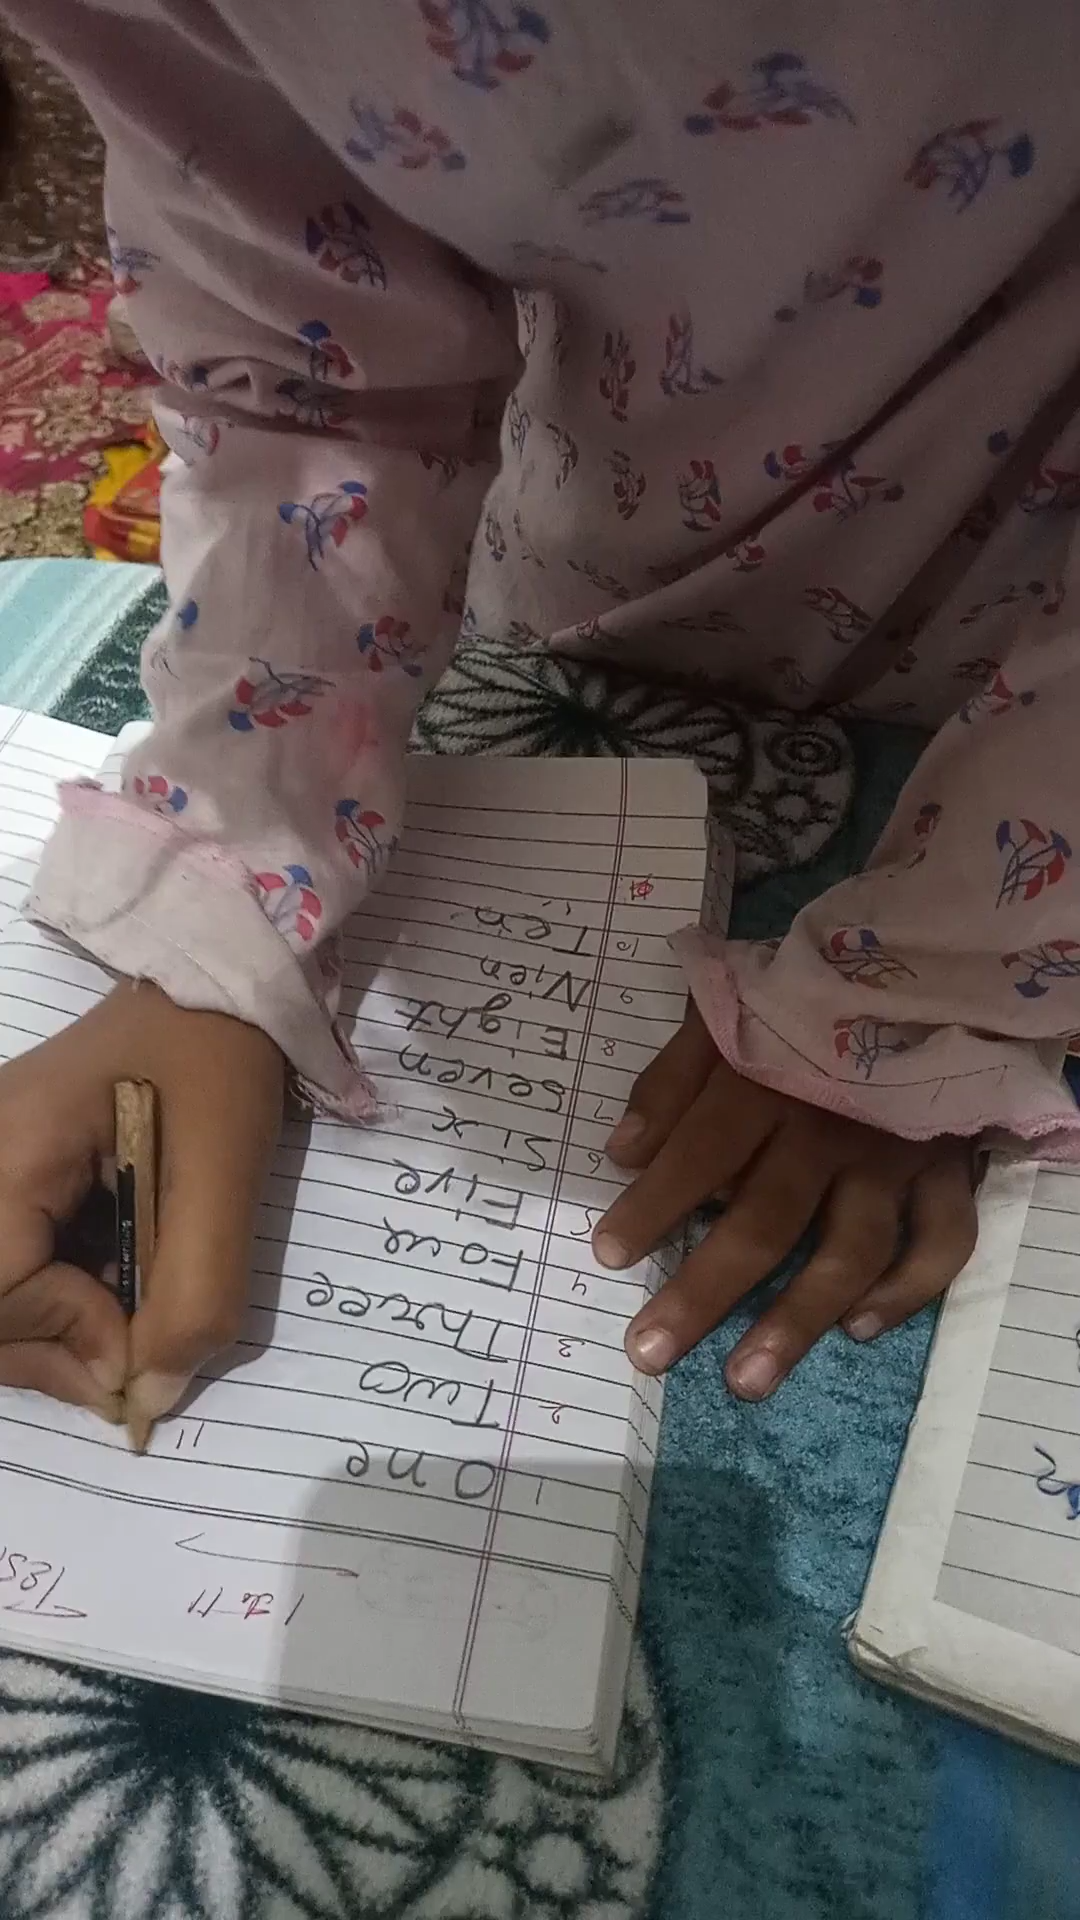 1 One
2 Two
3 Three
4 Four
5 Five
6 Six
7 Seven
8 Eight
9 Nien
10 Ten
11